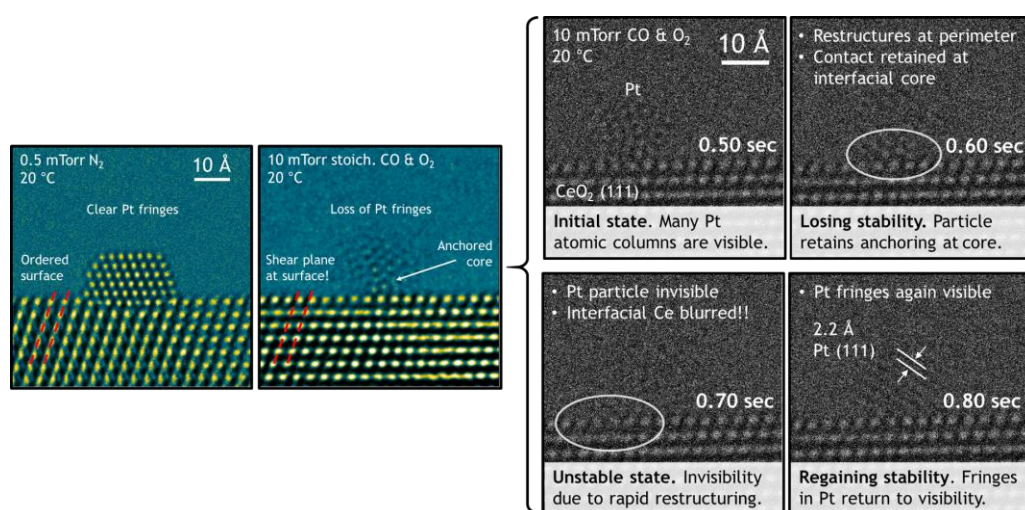 0.5 mTorr N₂
20 °C
10 Å
Clear Pt fringes
Ordered
surface
10 mTorr stoich. CO & O₂
20 °C
Loss of Pt fringes
Shear plane
at surface!
Anchored
core
10 mTorr CO & O₂
20 °C
10 Å
Pt
0.50 sec
CeO₂ (111)
Initial state. Many Pt
atomic columns are visible.
• Restructures at perimeter
• Contact retained at
interfacial core
0.60 sec
Losing stability. Particle
retains anchoring at core.
• Pt particle invisible
• Interfacial Ce blurred!!
0.70 sec
Unstable state. Invisibility
due to rapid restructuring.
• Pt fringes again visible
2.2 Å
Pt (111)
0.80 sec
Regaining stability. Fringes
in Pt return to visibility.